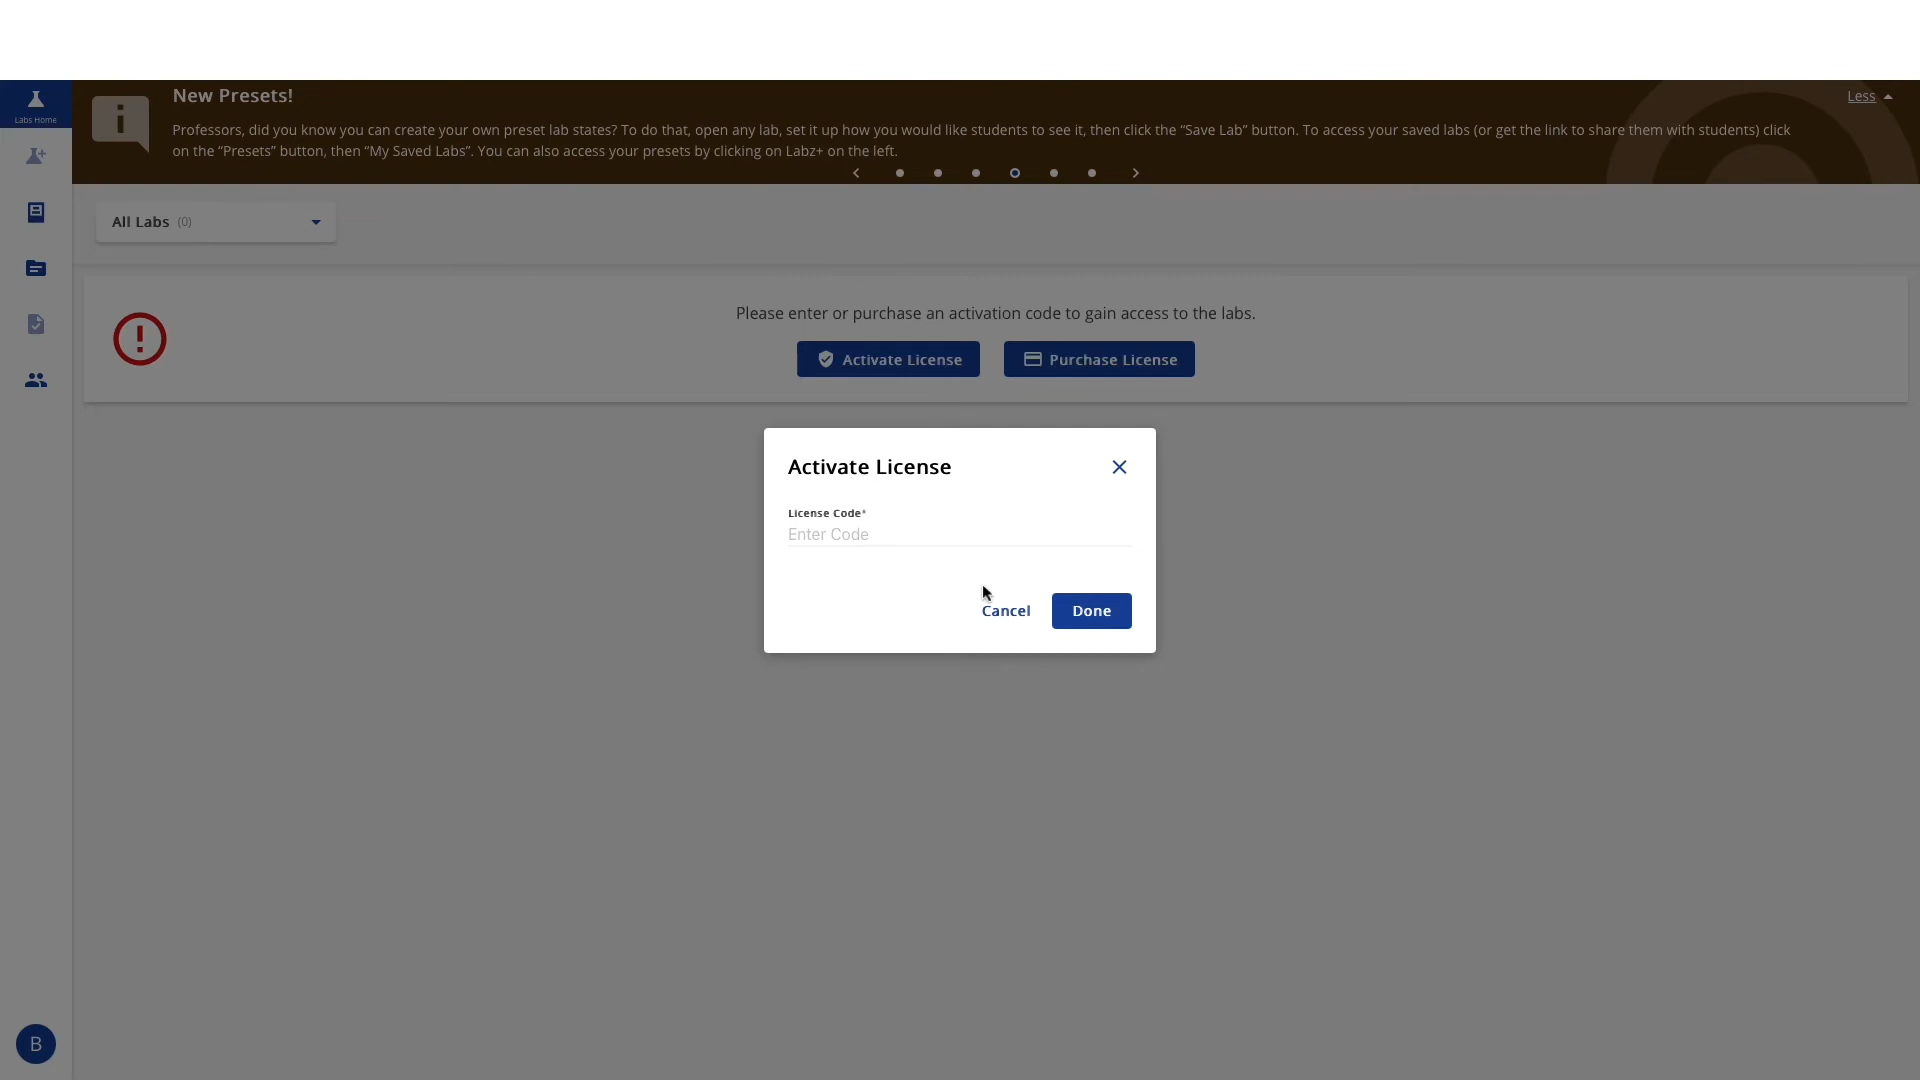 Labs Home
New Presets!
Less
Professors, did you know you can create your own preset lab states? To do that, open any lab, set it up how you would like students to see it, then click the “Save Lab” button. To access your saved labs (or get the link to share them with students) click
on the “Presets” button, then “My Saved Labs”. You can also access your presets by clicking on Labz+ on the left.
All Labs (0)
Please enter or purchase an activation code to gain access to the labs.
Activate License
Purchase License
Activate License
License Code*
Enter Code
Cancel
Done
B